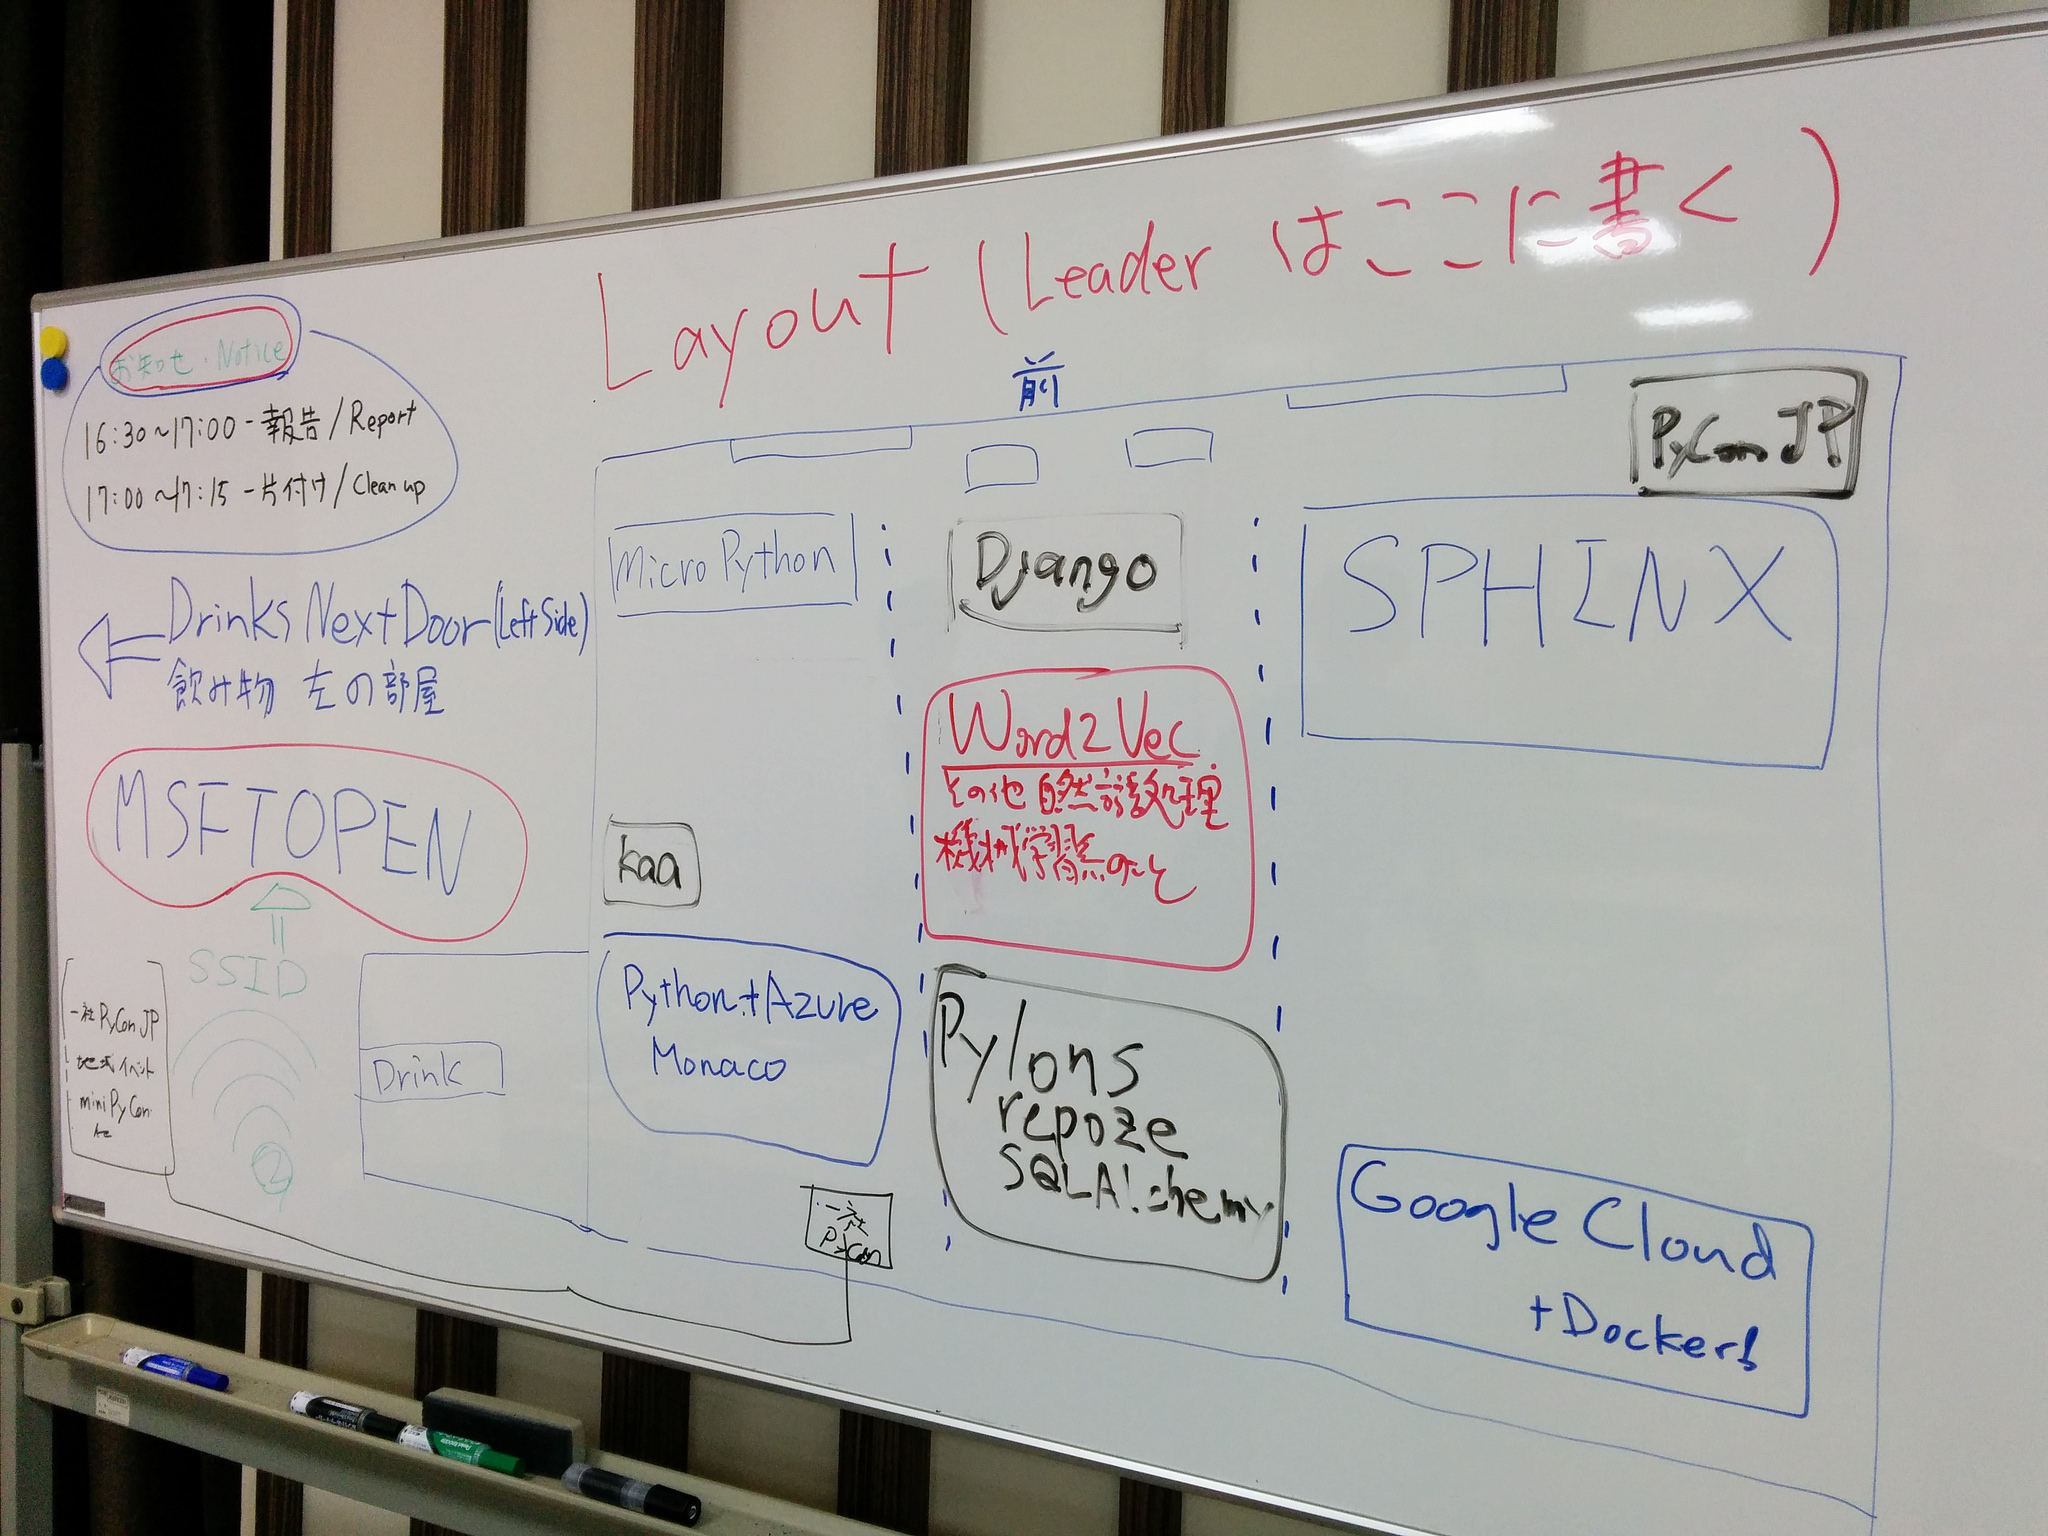 Layout (Leader はここに書く)
お知らせ・Notice
16:30~17:00 - 報告/Report
17:00~17:15 - 片付け/Clean up
Drinks Next Door (Left Side)
飲み物 左の部屋
MSFTOPEN
SSID
一社 PyCon JP
地域イベント
mini PyCon
Drink
前
PyCon JP
Micro Python
Django
SPHINX
Word2Vec
その他 自然言語処理
機械学習系のこと
kaa
Python+Azure
Monaco
Pylons
repoze
SQLAlchemy
一社
PyCon
Google Cloud
+Docker